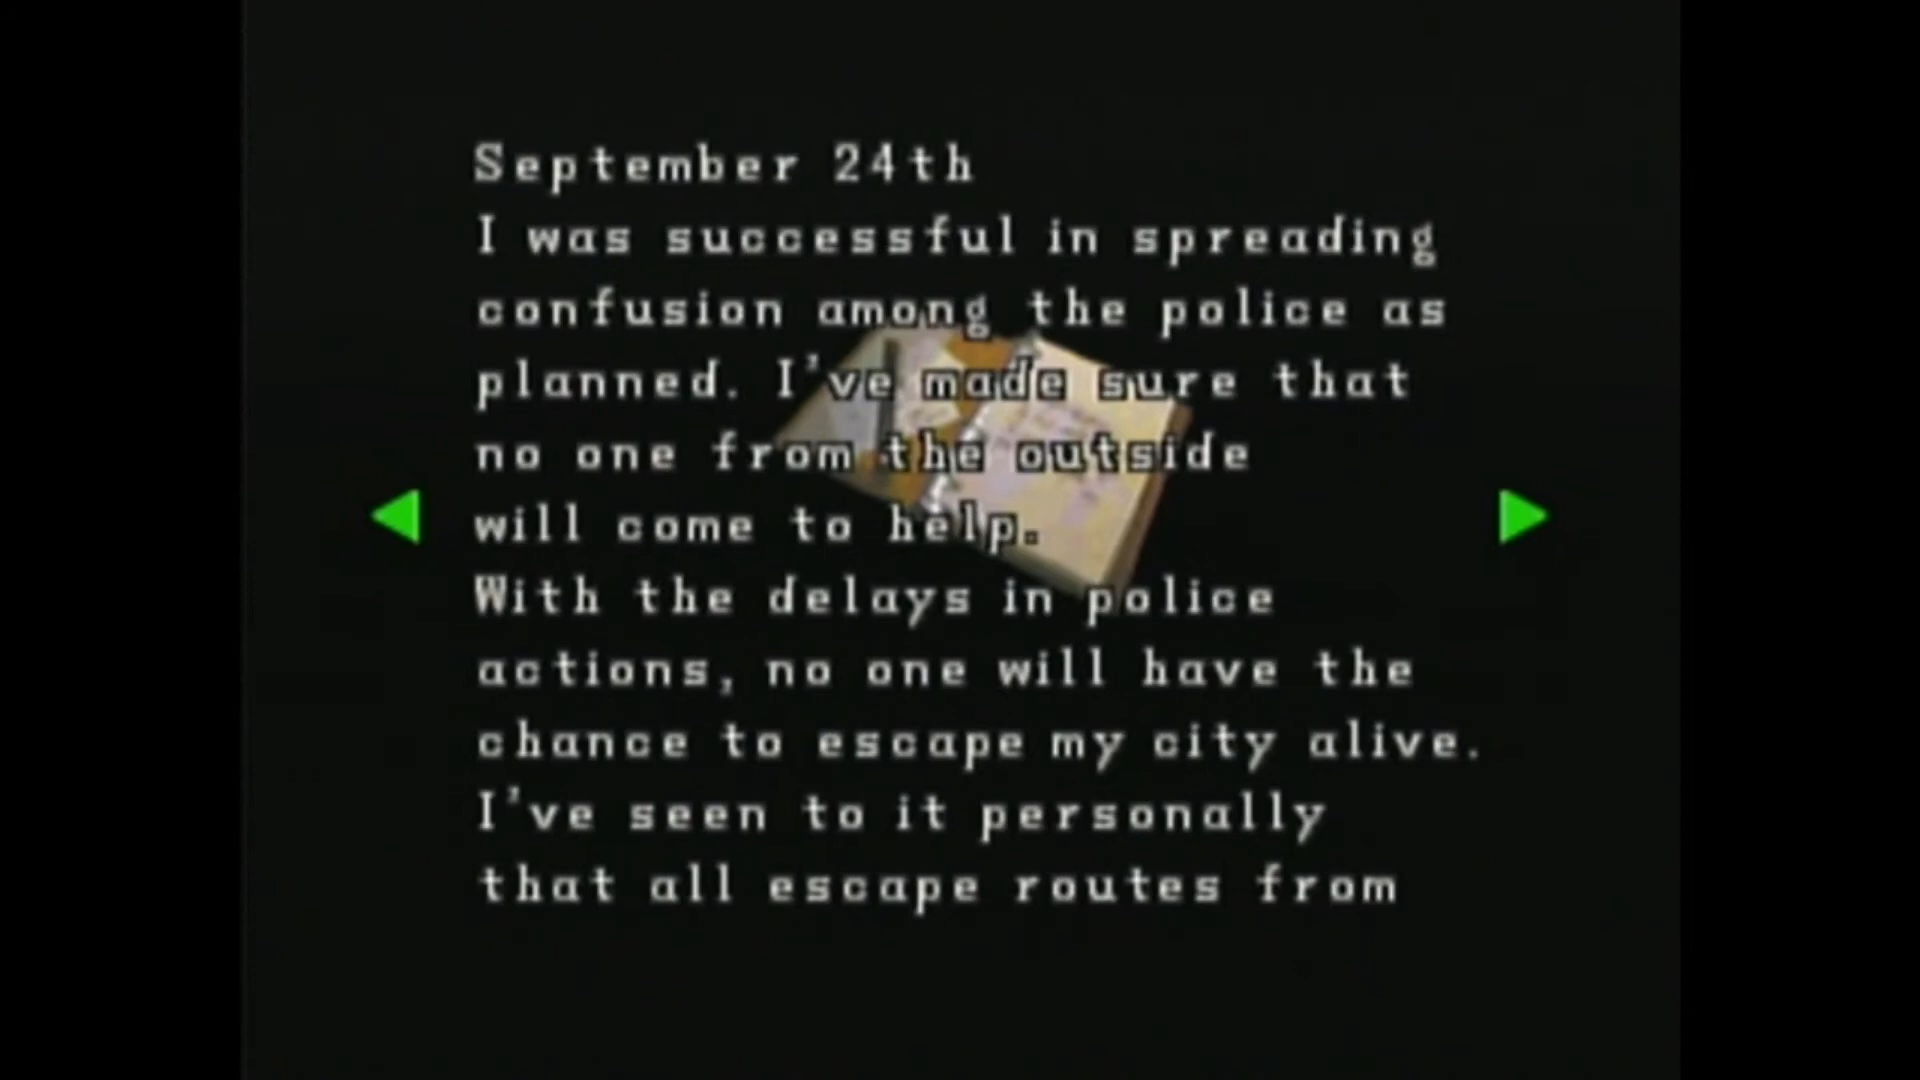 September 24th
I was successful in spreading
confusion among the police as
planned. I've made sure that
no one from the outside
will come to help.
With the delays in police
actions, no one will have the
chance to escape my city alive.
I've seen to it personally
that all escape routes from